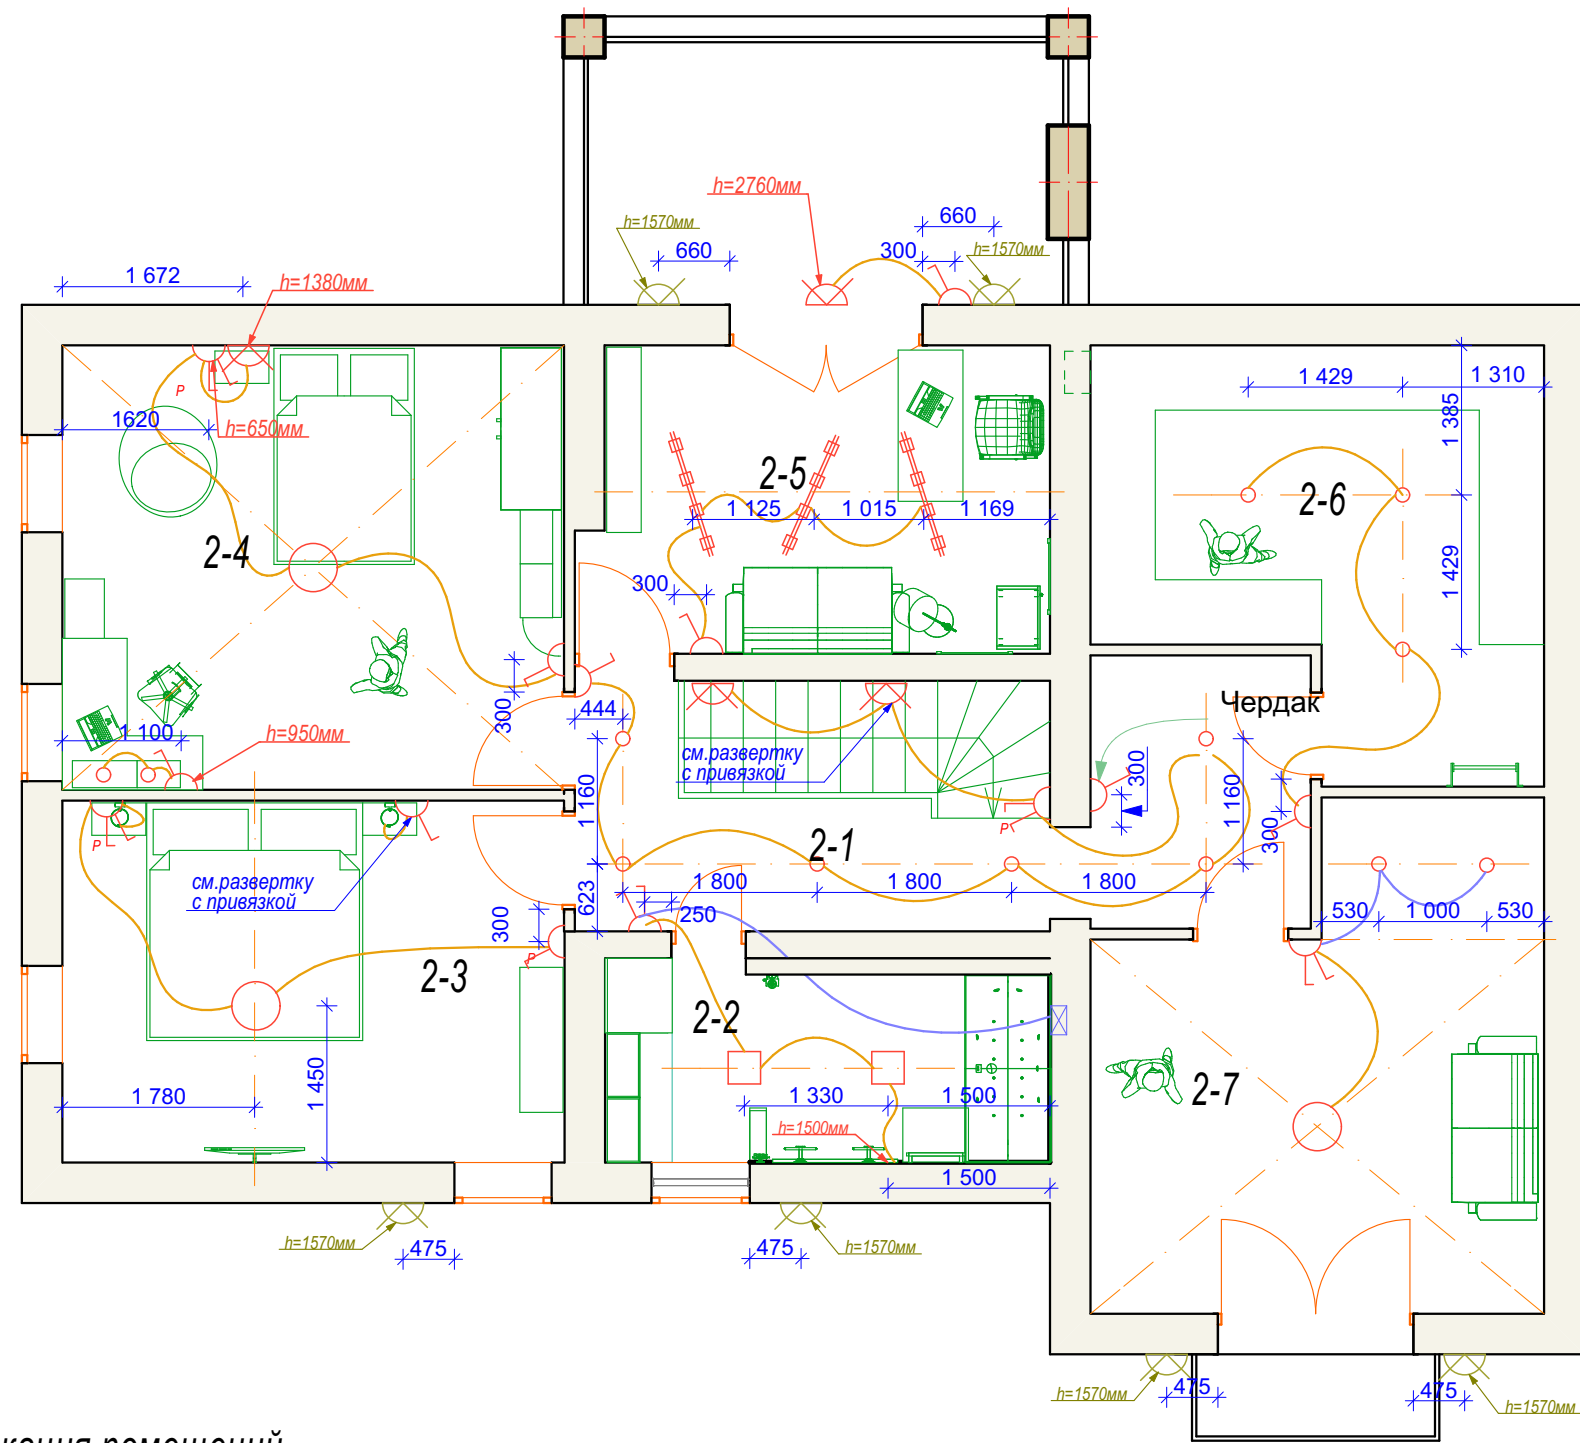 h=2760мм
h=1570мм
660
660
300
h=1570мм
1 672
h=1380мм
P
1620
h=650мм
2-4
2-5
1 125
1 015
1 169
300
1 429
1 310
1 385
2-6
1 429
1 100
h=950мм
300
444
1 160
см.развертку
с привязкой
P
Чердак
300
1 160
300
P
см.развертку
с привязкой
2-1
1 800
1 800
1 800
623
250
300
P
2-3
530
1 000
530
2-2
1 780
1 450
1 330
1 500
h=1500мм
1 500
2-7
h=1570мм
475
475
h=1570мм
h=1570мм
475
475
h=1570мм
помещений